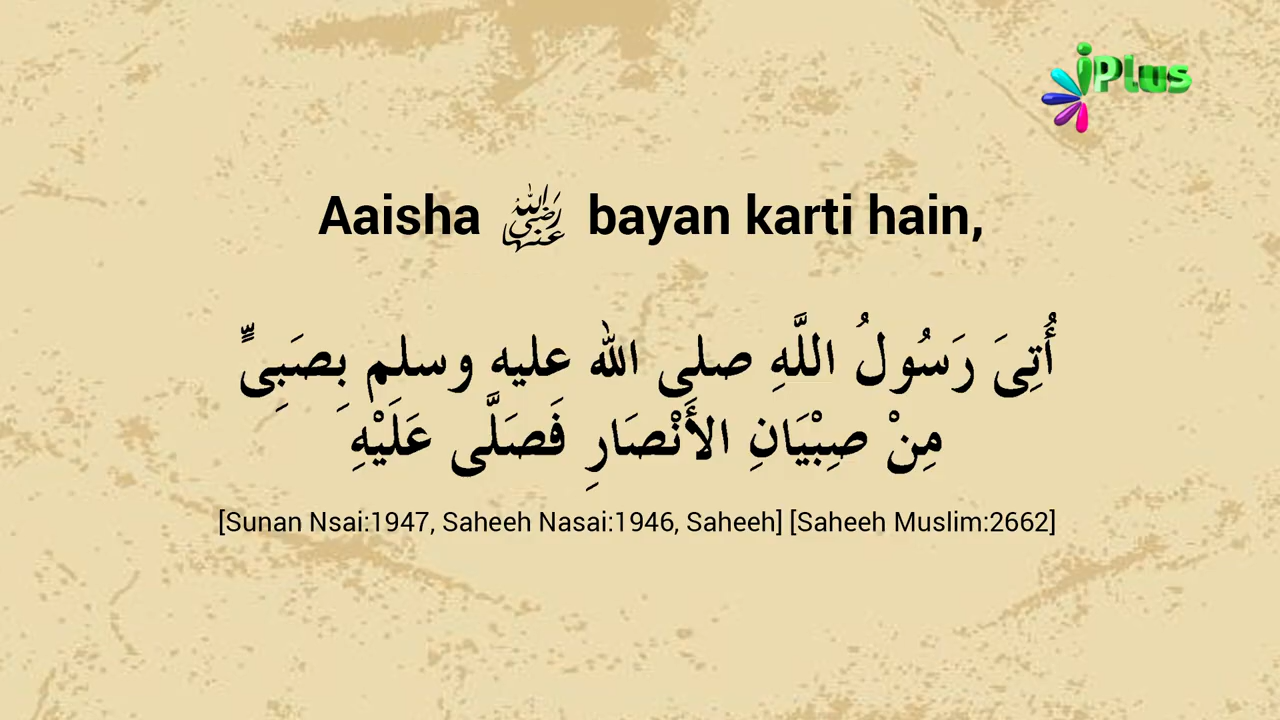 iPlus
Aaisha رضي الله عنها bayan karti hain,
أُتِىَ رَسُولُ اللَّهِ صلى الله عليه وسلم بِصَبِىٍّ
مِنْ صِبْيَانِ الأَنْصَارِ فَصَلَّى عَلَيْهِ
[Sunan Nsai:1947, Saheeh Nasai:1946, Saheeh] [Saheeh Muslim:2662]